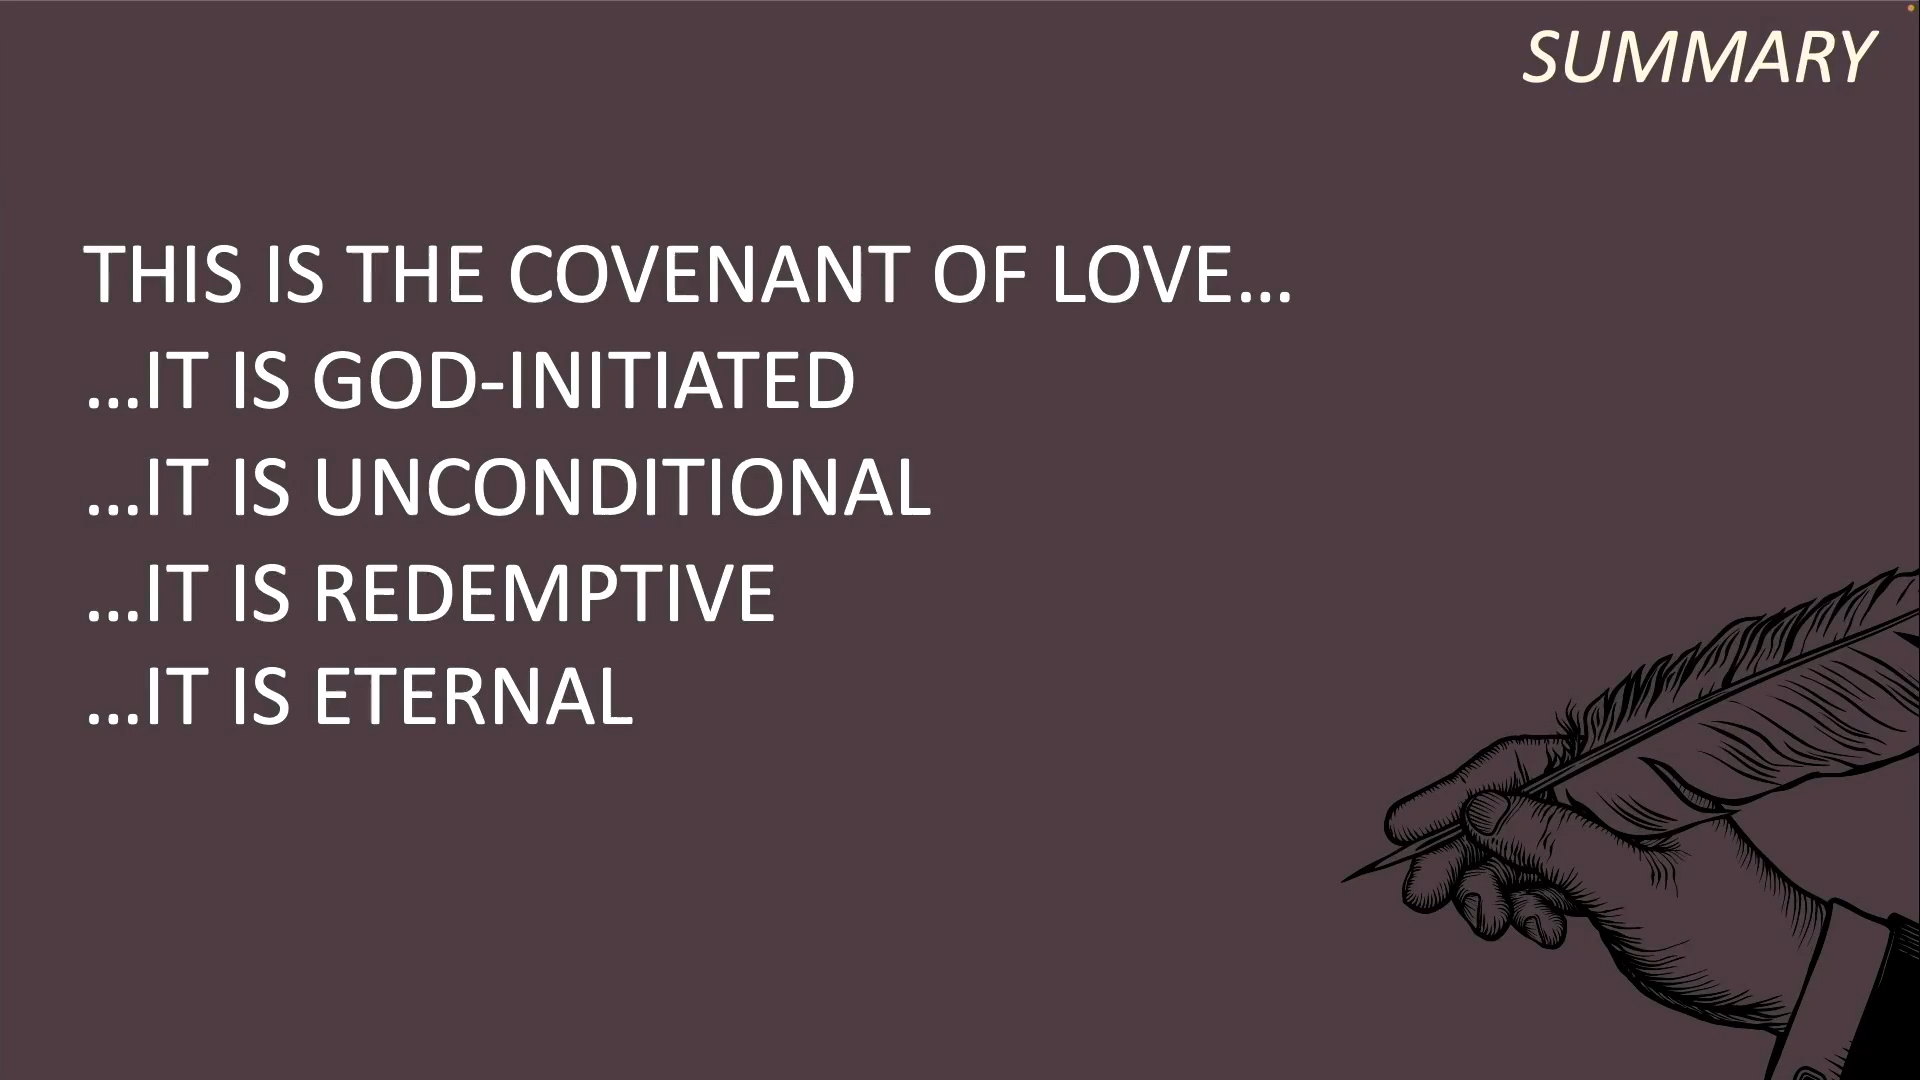 SUMMARY
THIS IS THE COVENANT OF LOVE...
...IT IS GOD-INITIATED
...IT IS UNCONDITIONAL
...IT IS REDEMPTIVE
...IT IS ETERNAL